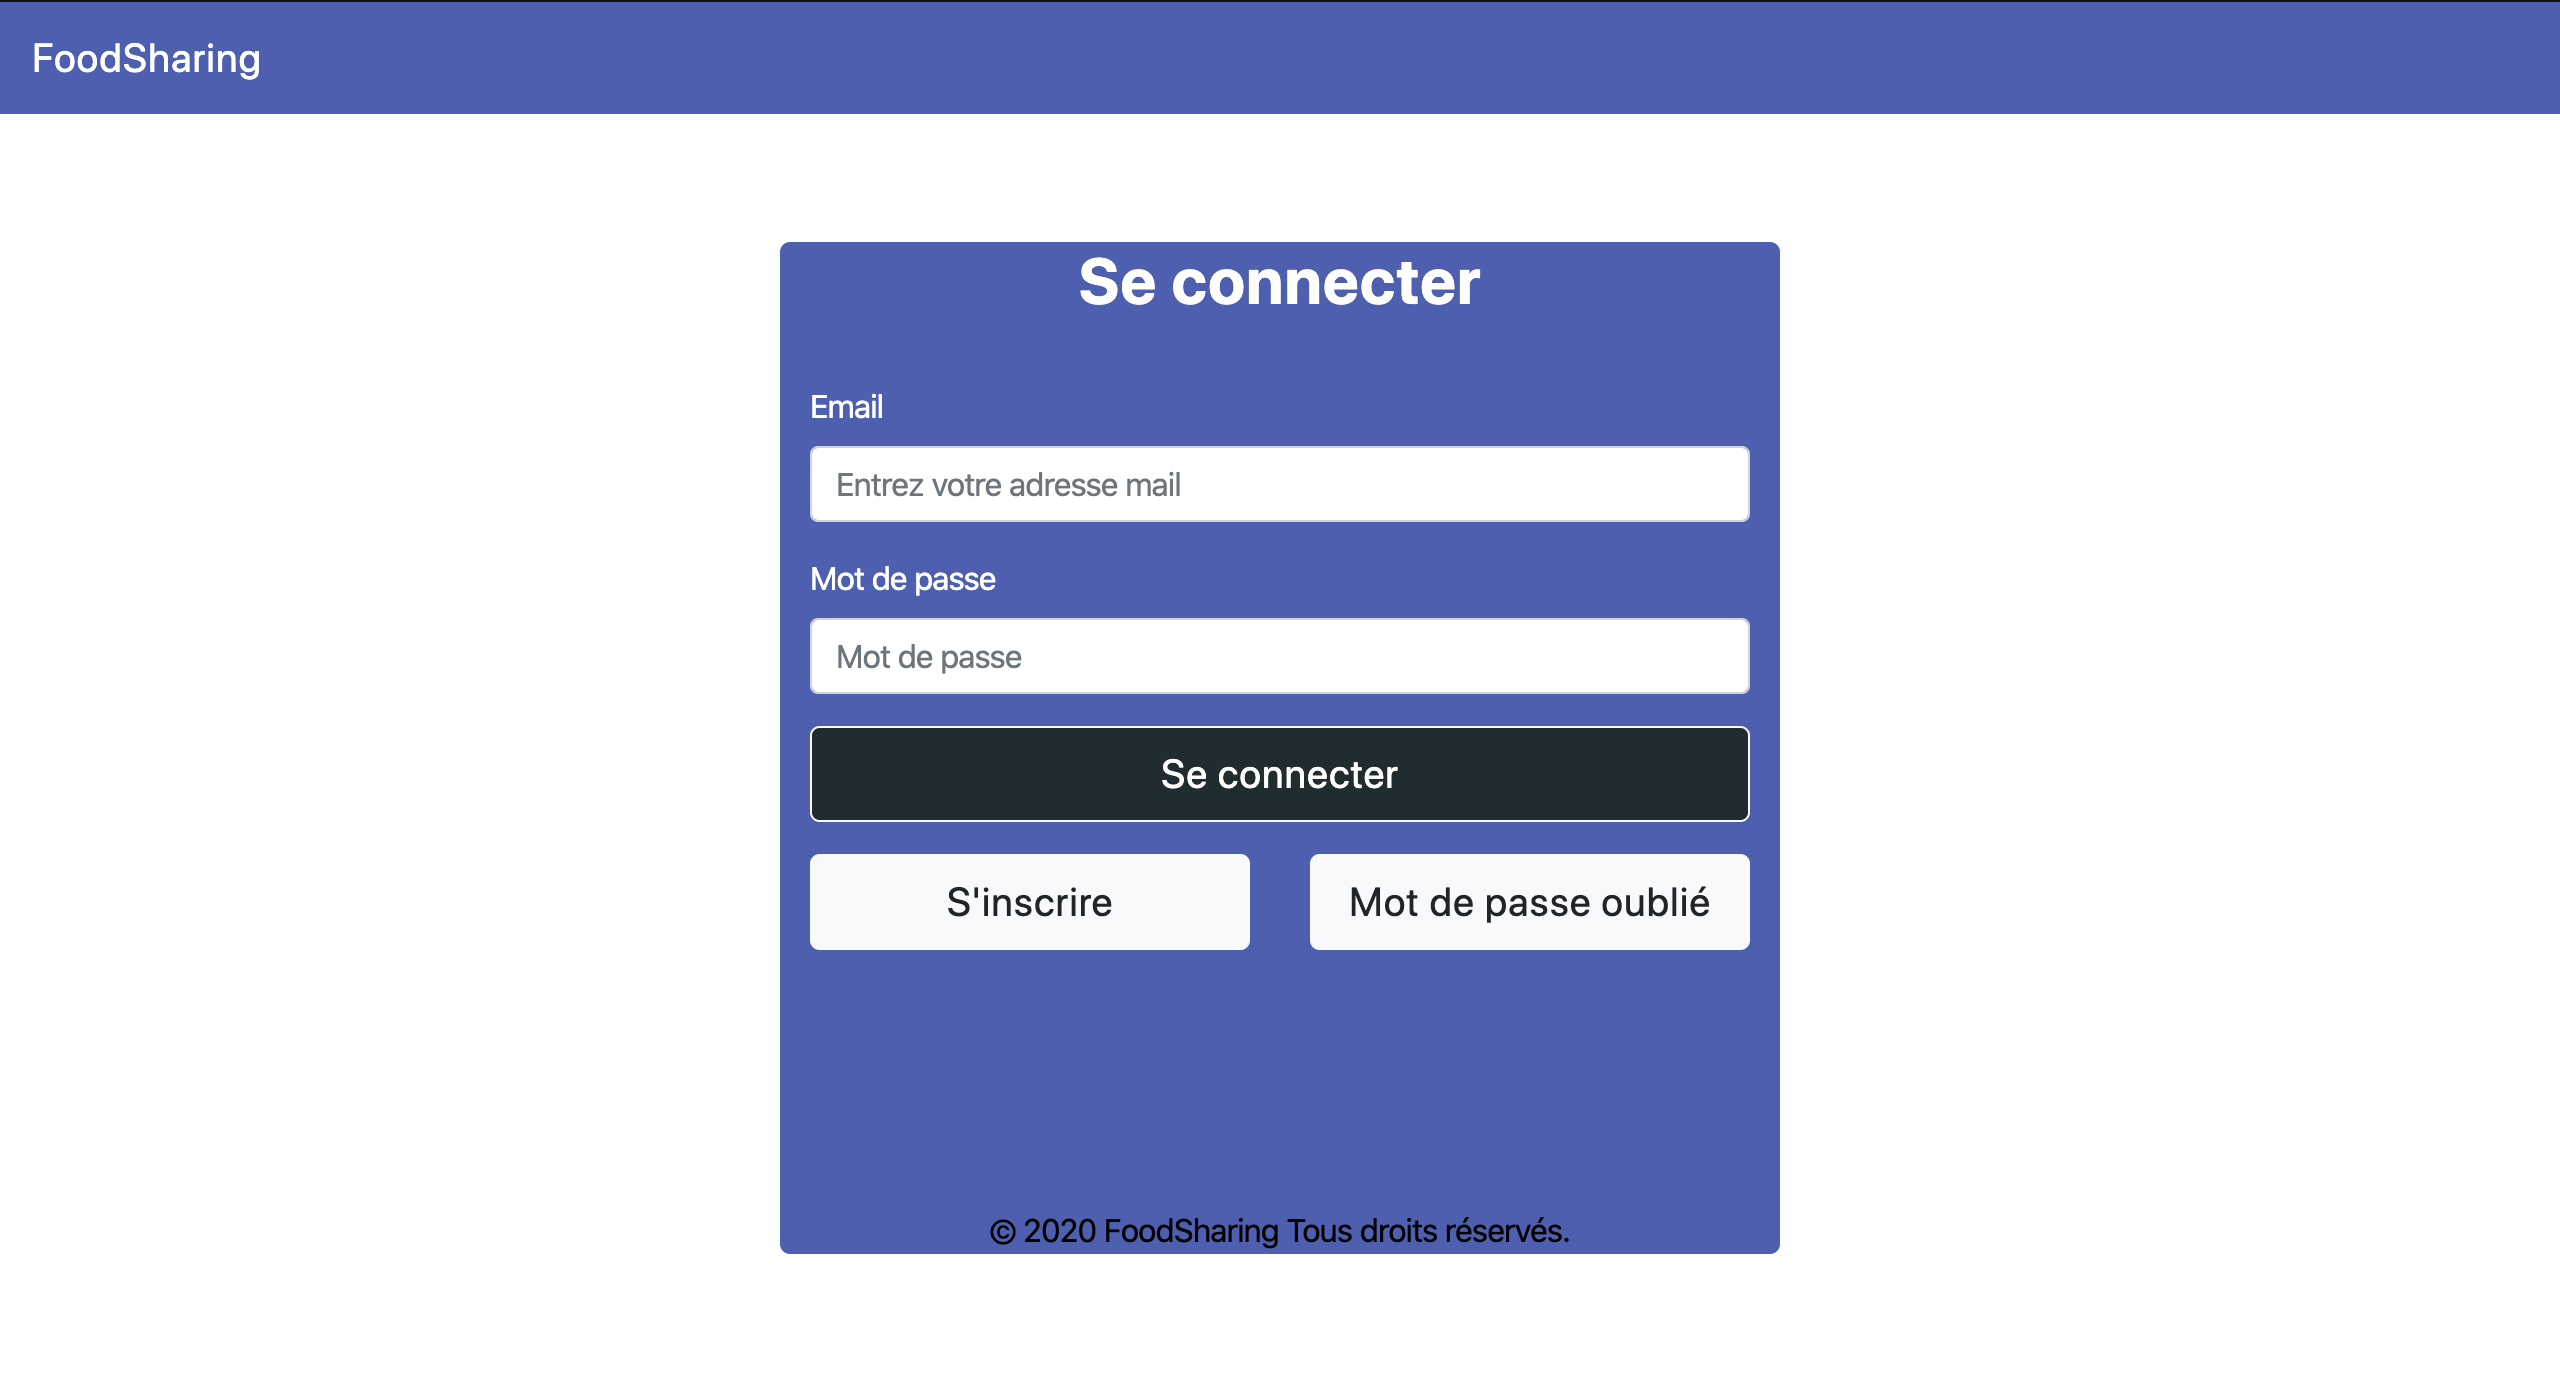 FoodSharing
Se connecter
Email
Entrez votre adresse mail
Mot de passe
Mot de passe
Se connecter
S'inscrire
Mot de passe oublié
© 2020 FoodSharing Tous droits réservés.